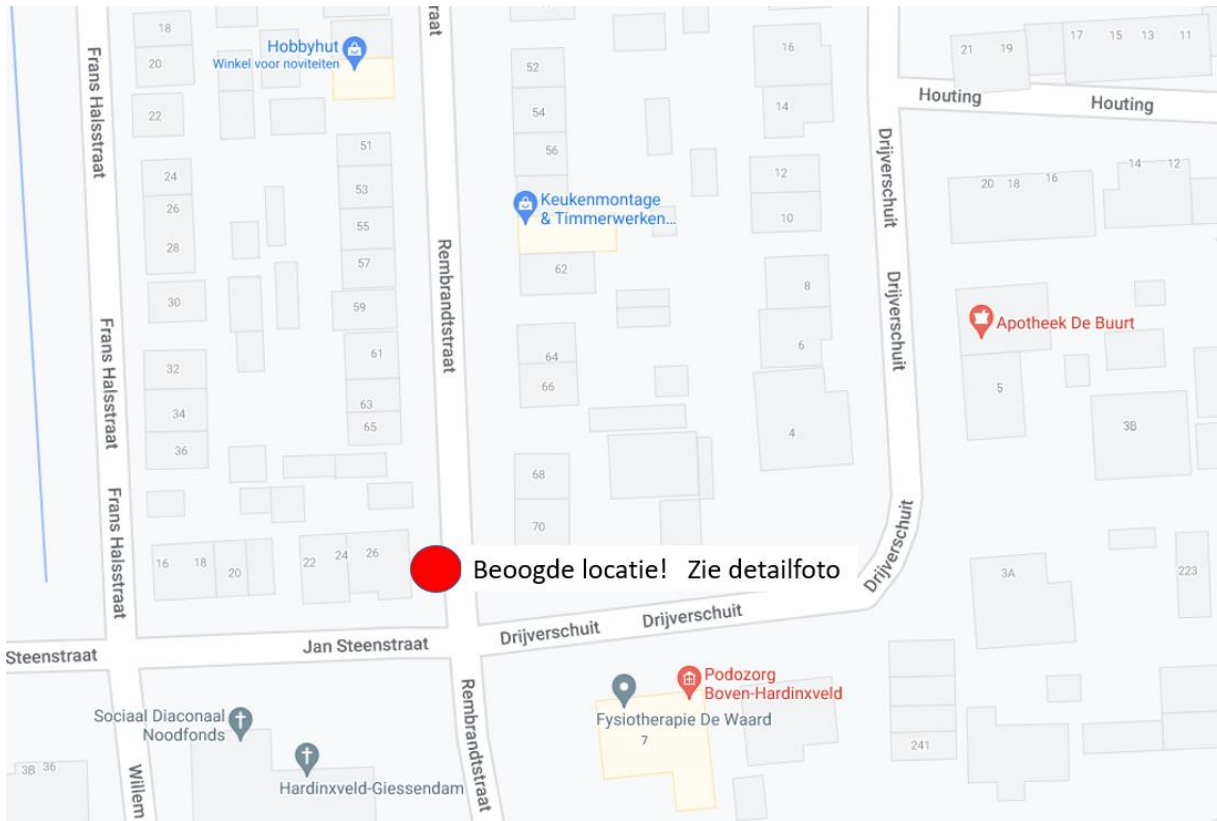 18
20
22
24
26
28
30
32
34
36
Frans Halsstraat
Frans Halsstraat
Frans Halsstraat
Hobbyhut
Winkel voor noviteiten
51
53
55
57
59
61
63
65
raat
Rembrandtstraat
52
54
56
Keukenmontage
& Timmerwerken...
62
64
66
68
70
16
14
12
10
8
6
4
Drijverschuit
Drijverschuit
Drijverschuit
21
19
17
15
13
11
Houting
Houting
20
18
16
14
12
Apotheek De Buurt
5
3B
3A
223
16
18
20
22
24
26
Beoogde locatie! Zie detailfoto
Steenstraat
Jan Steenstraat
Drijverschuit
Drijverschuit
Sociaal Diaconaal
Noodfonds
Hardinxveld-Giessendam
3B
36
Willem
Rembrandtstraat
Podozorg
Boven-Hardinxveld
Fysiotherapie De Waard
7
241